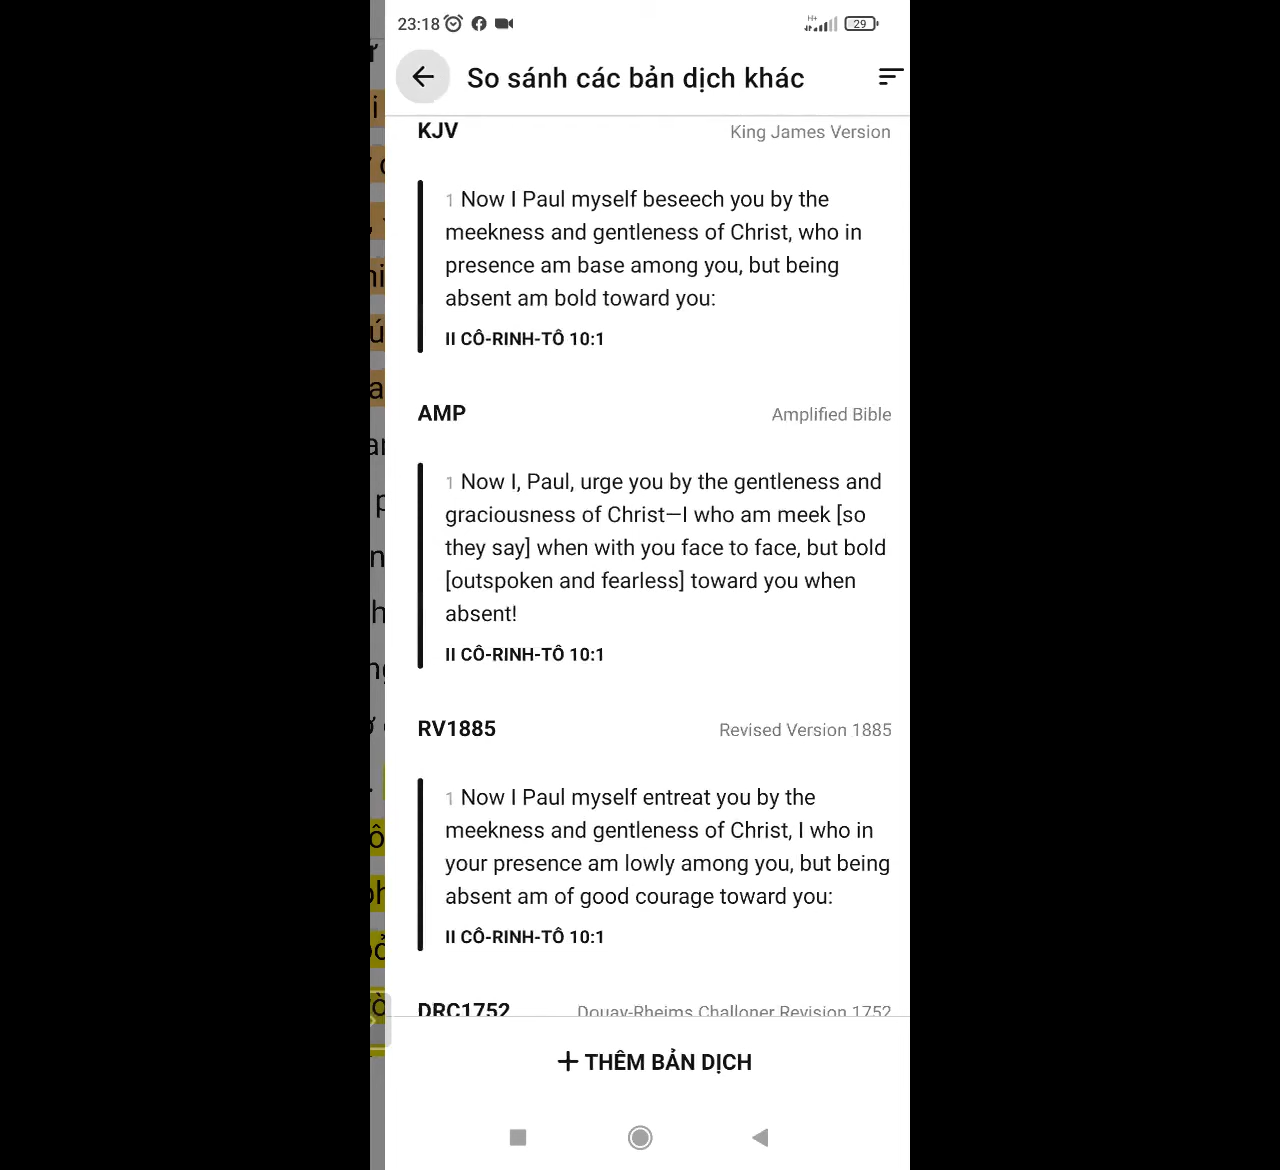 23:18
H+
29
So sánh các bản dịch khác
KJV
King James Version
1 Now I Paul myself beseech you by the
meekness and gentleness of Christ, who in
presence am base among you, but being
absent am bold toward you:
II CÔ-RINH-TÔ 10:1
AMP
Amplified Bible
1 Now I, Paul, urge you by the gentleness and
graciousness of Christ—I who am meek [so
they say] when with you face to face, but bold
[outspoken and fearless] toward you when
absent!
II CÔ-RINH-TÔ 10:1
RV1885
Revised Version 1885
1 Now I Paul myself entreat you by the
meekness and gentleness of Christ, I who in
your presence am lowly among you, but being
absent am of good courage toward you:
II CÔ-RINH-TÔ 10:1
DRC1752
Douay-Rheims Challoner Revision 1752
+ THÊM BẢN DỊCH